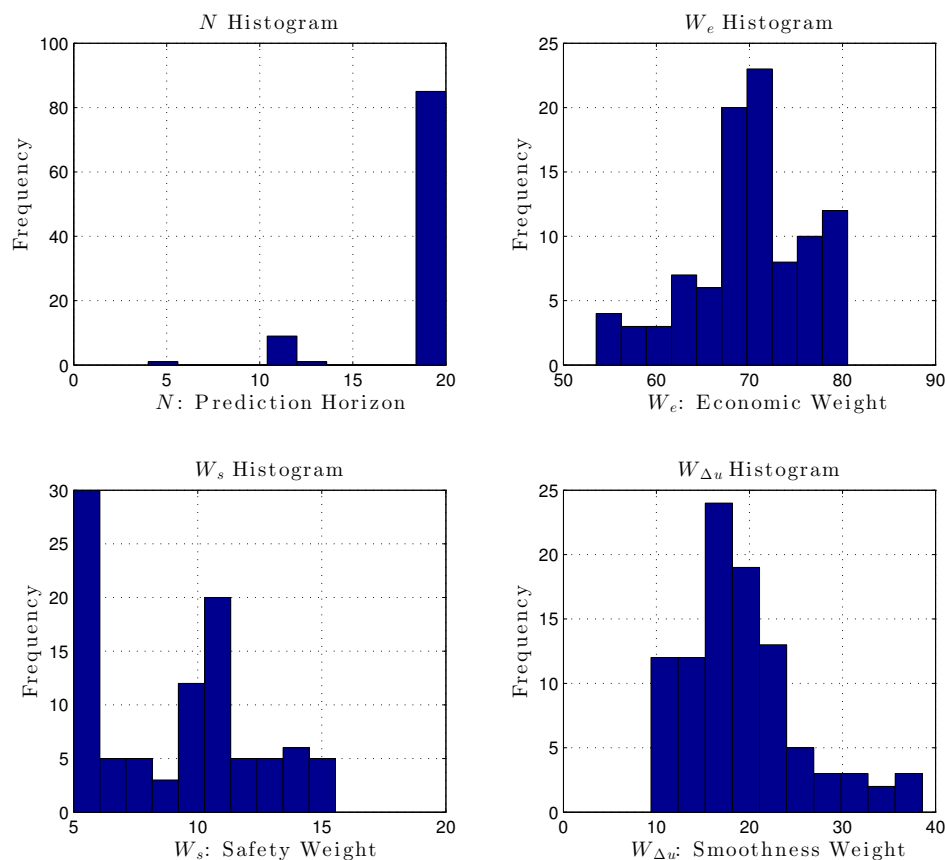 N Histogram
Frequency
100
80
60
40
20
0
0 5 10 15 20
N: Prediction Horizon
W_e Histogram
Frequency
25
20
15
10
5
0
50 60 70 80 90
W_e: Economic Weight
W_s Histogram
Frequency
30
25
20
15
10
5
0
5 10 15 20
W_s: Safety Weight
W_Δu Histogram
Frequency
25
20
15
10
5
0
0 10 20 30 40
W_Δu: Smoothness Weight